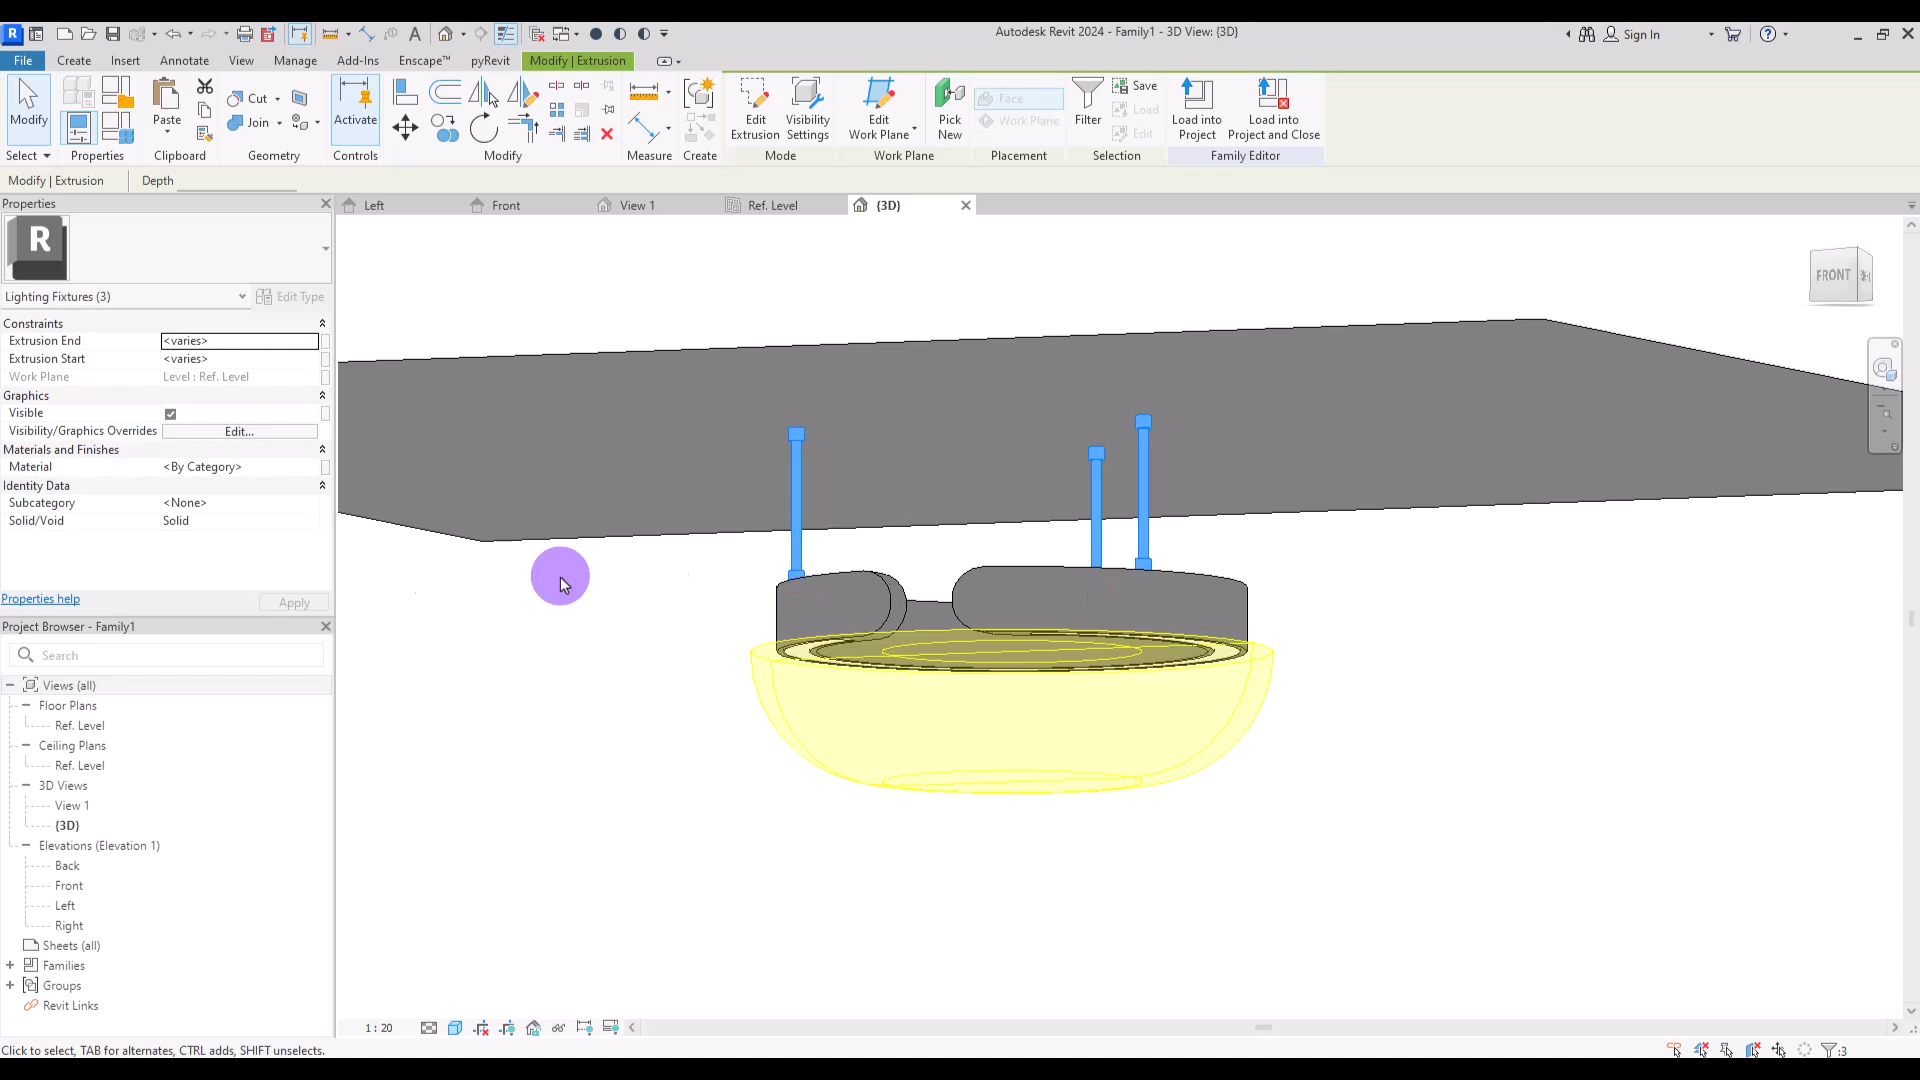 Autodesk Revit 2024 - Family1 - 3D View: {3D}
Sign In
File Create Insert Annotate View Manage Add-Ins Enscape™ pyRevit Modify | Extrusion
Modify Paste Cut Join Activate Edit Extrusion Visibility Settings Edit Work Plane Pick New Face Work Plane Filter Save Load Edit Load into Project Load into Project and Close
Select Properties Clipboard Geometry Controls Modify Measure Create Mode Work Plane Placement Selection Family Editor
Modify | Extrusion Depth
Properties
Left Front View 1 Ref. Level {3D}
R
FRONT
Lighting Fixtures (3) Edit Type
Constraints
Extrusion End <varies>
Extrusion Start <varies>
Work Plane Level : Ref. Level
Graphics
Visible
Visibility/Graphics Overrides Edit...
Materials and Finishes
Material <By Category>
Identity Data
Subcategory <None>
Solid/Void Solid
Properties help Apply
Project Browser - Family1
Search
Views (all)
Floor Plans
Ref. Level
Ceiling Plans
Ref. Level
3D Views
View 1
{3D}
Elevations (Elevation 1)
Back
Front
Left
Right
Sheets (all)
Families
Groups
Revit Links
1 : 20
Click to select, TAB for alternates, CTRL adds, SHIFT unselects.
:3